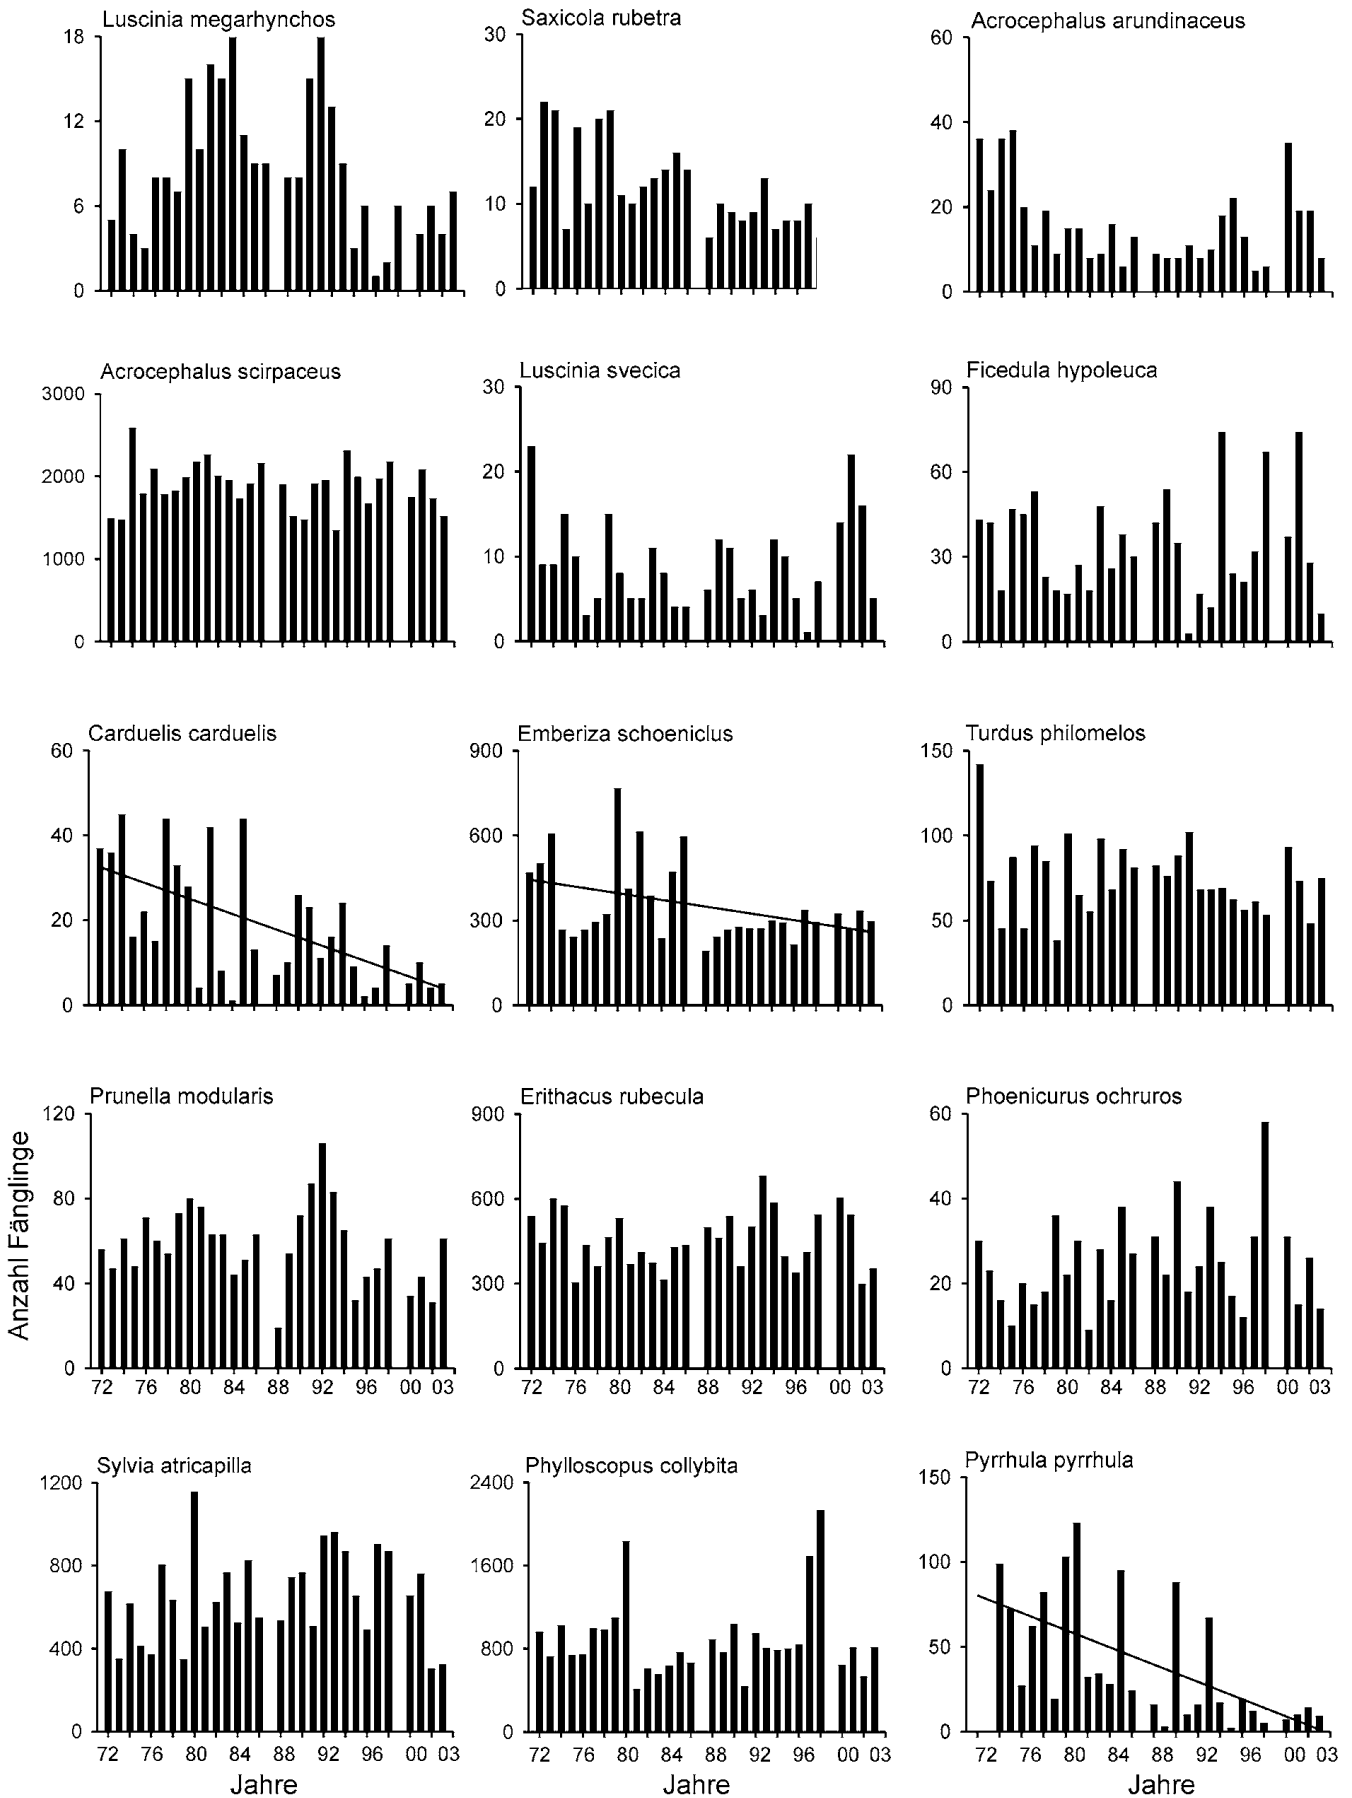 Luscinia megarhynchos
18
12
6
0
Saxicola rubetra
30
20
10
0
Acrocephalus arundinaceus
60
40
20
0
Acrocephalus scirpaceus
3000
2000
1000
0
Luscinia svecica
30
20
10
0
Ficedula hypoleuca
90
60
30
0
Carduelis carduelis
60
40
20
0
Emberiza schoeniclus
900
600
300
0
Turdus philomelos
150
100
50
0
Anzahl Fänglinge
Prunella modularis
120
80
40
0
72 76 80 84 88 92 96 00 03
Erithacus rubecula
900
600
300
0
72 76 80 84 88 92 96 00 03
Phoenicurus ochruros
60
40
20
0
72 76 80 84 88 92 96 00 03
Sylvia atricapilla
1200
800
400
0
72 76 80 84 88 92 96 00 03
Jahre
Phylloscopus collybita
2400
1600
800
0
72 76 80 84 88 92 96 00 03
Pyrrhula pyrrhula
150
100
50
0
72 76 80 84 88 92 96 00 03
Jahre